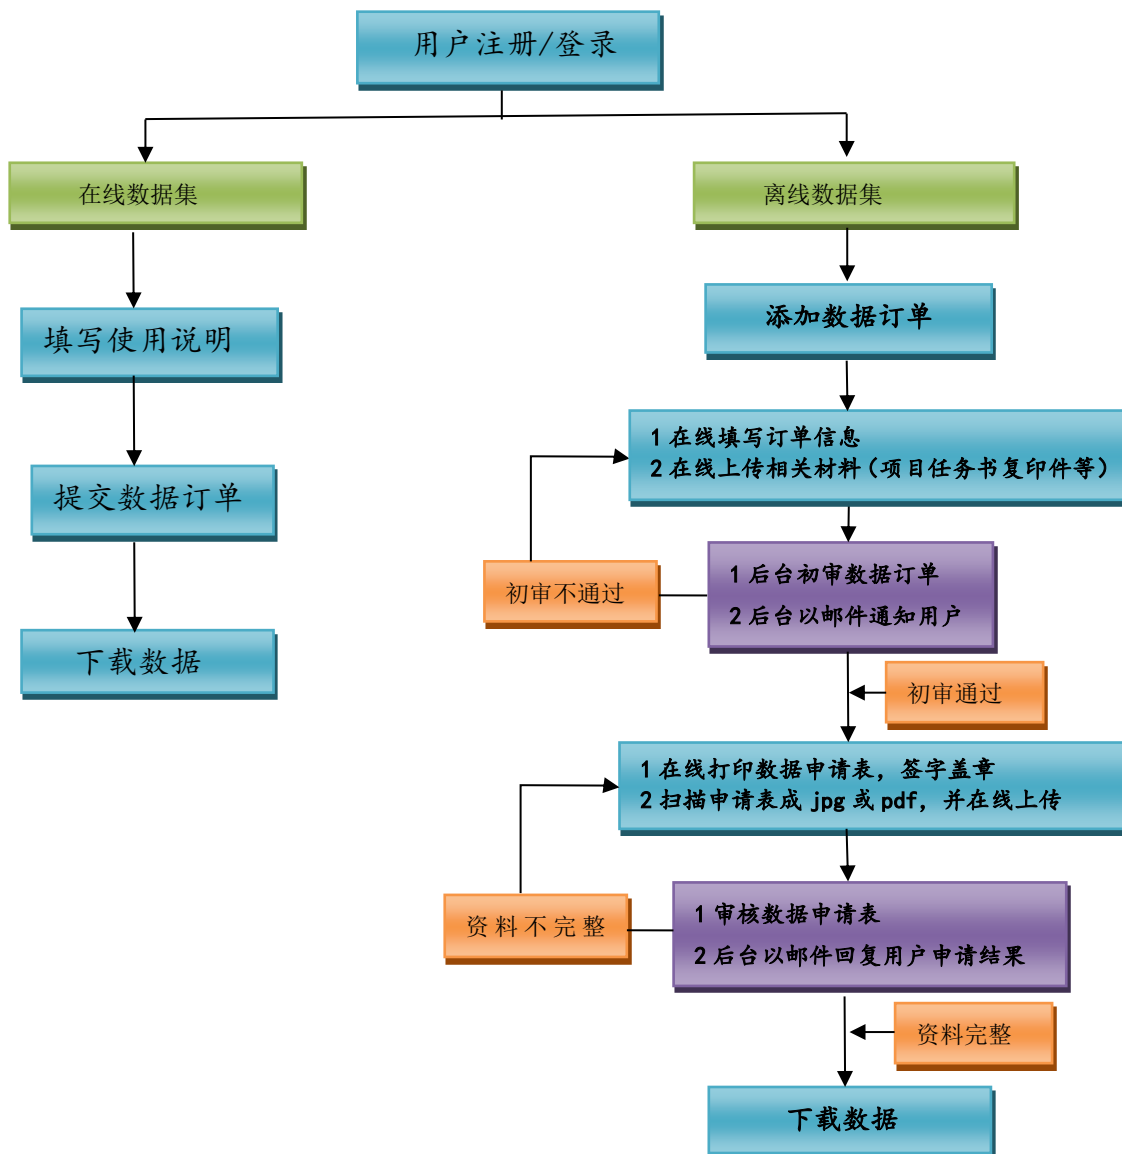 用户注册/登录
在线数据集
离线数据集
填写使用说明
添加数据订单
1 在线填写订单信息
2 在线上传相关材料（项目任务书复印件等）
提交数据订单
初审不通过
1 后台初审数据订单
2 后台以邮件通知用户
下载数据
初审通过
1 在线打印数据申请表，签字盖章
2 扫描申请表成 jpg 或 pdf，并在线上传
资料不完整
1 审核数据申请表
2 后台以邮件回复用户申请结果
资料完整
下载数据